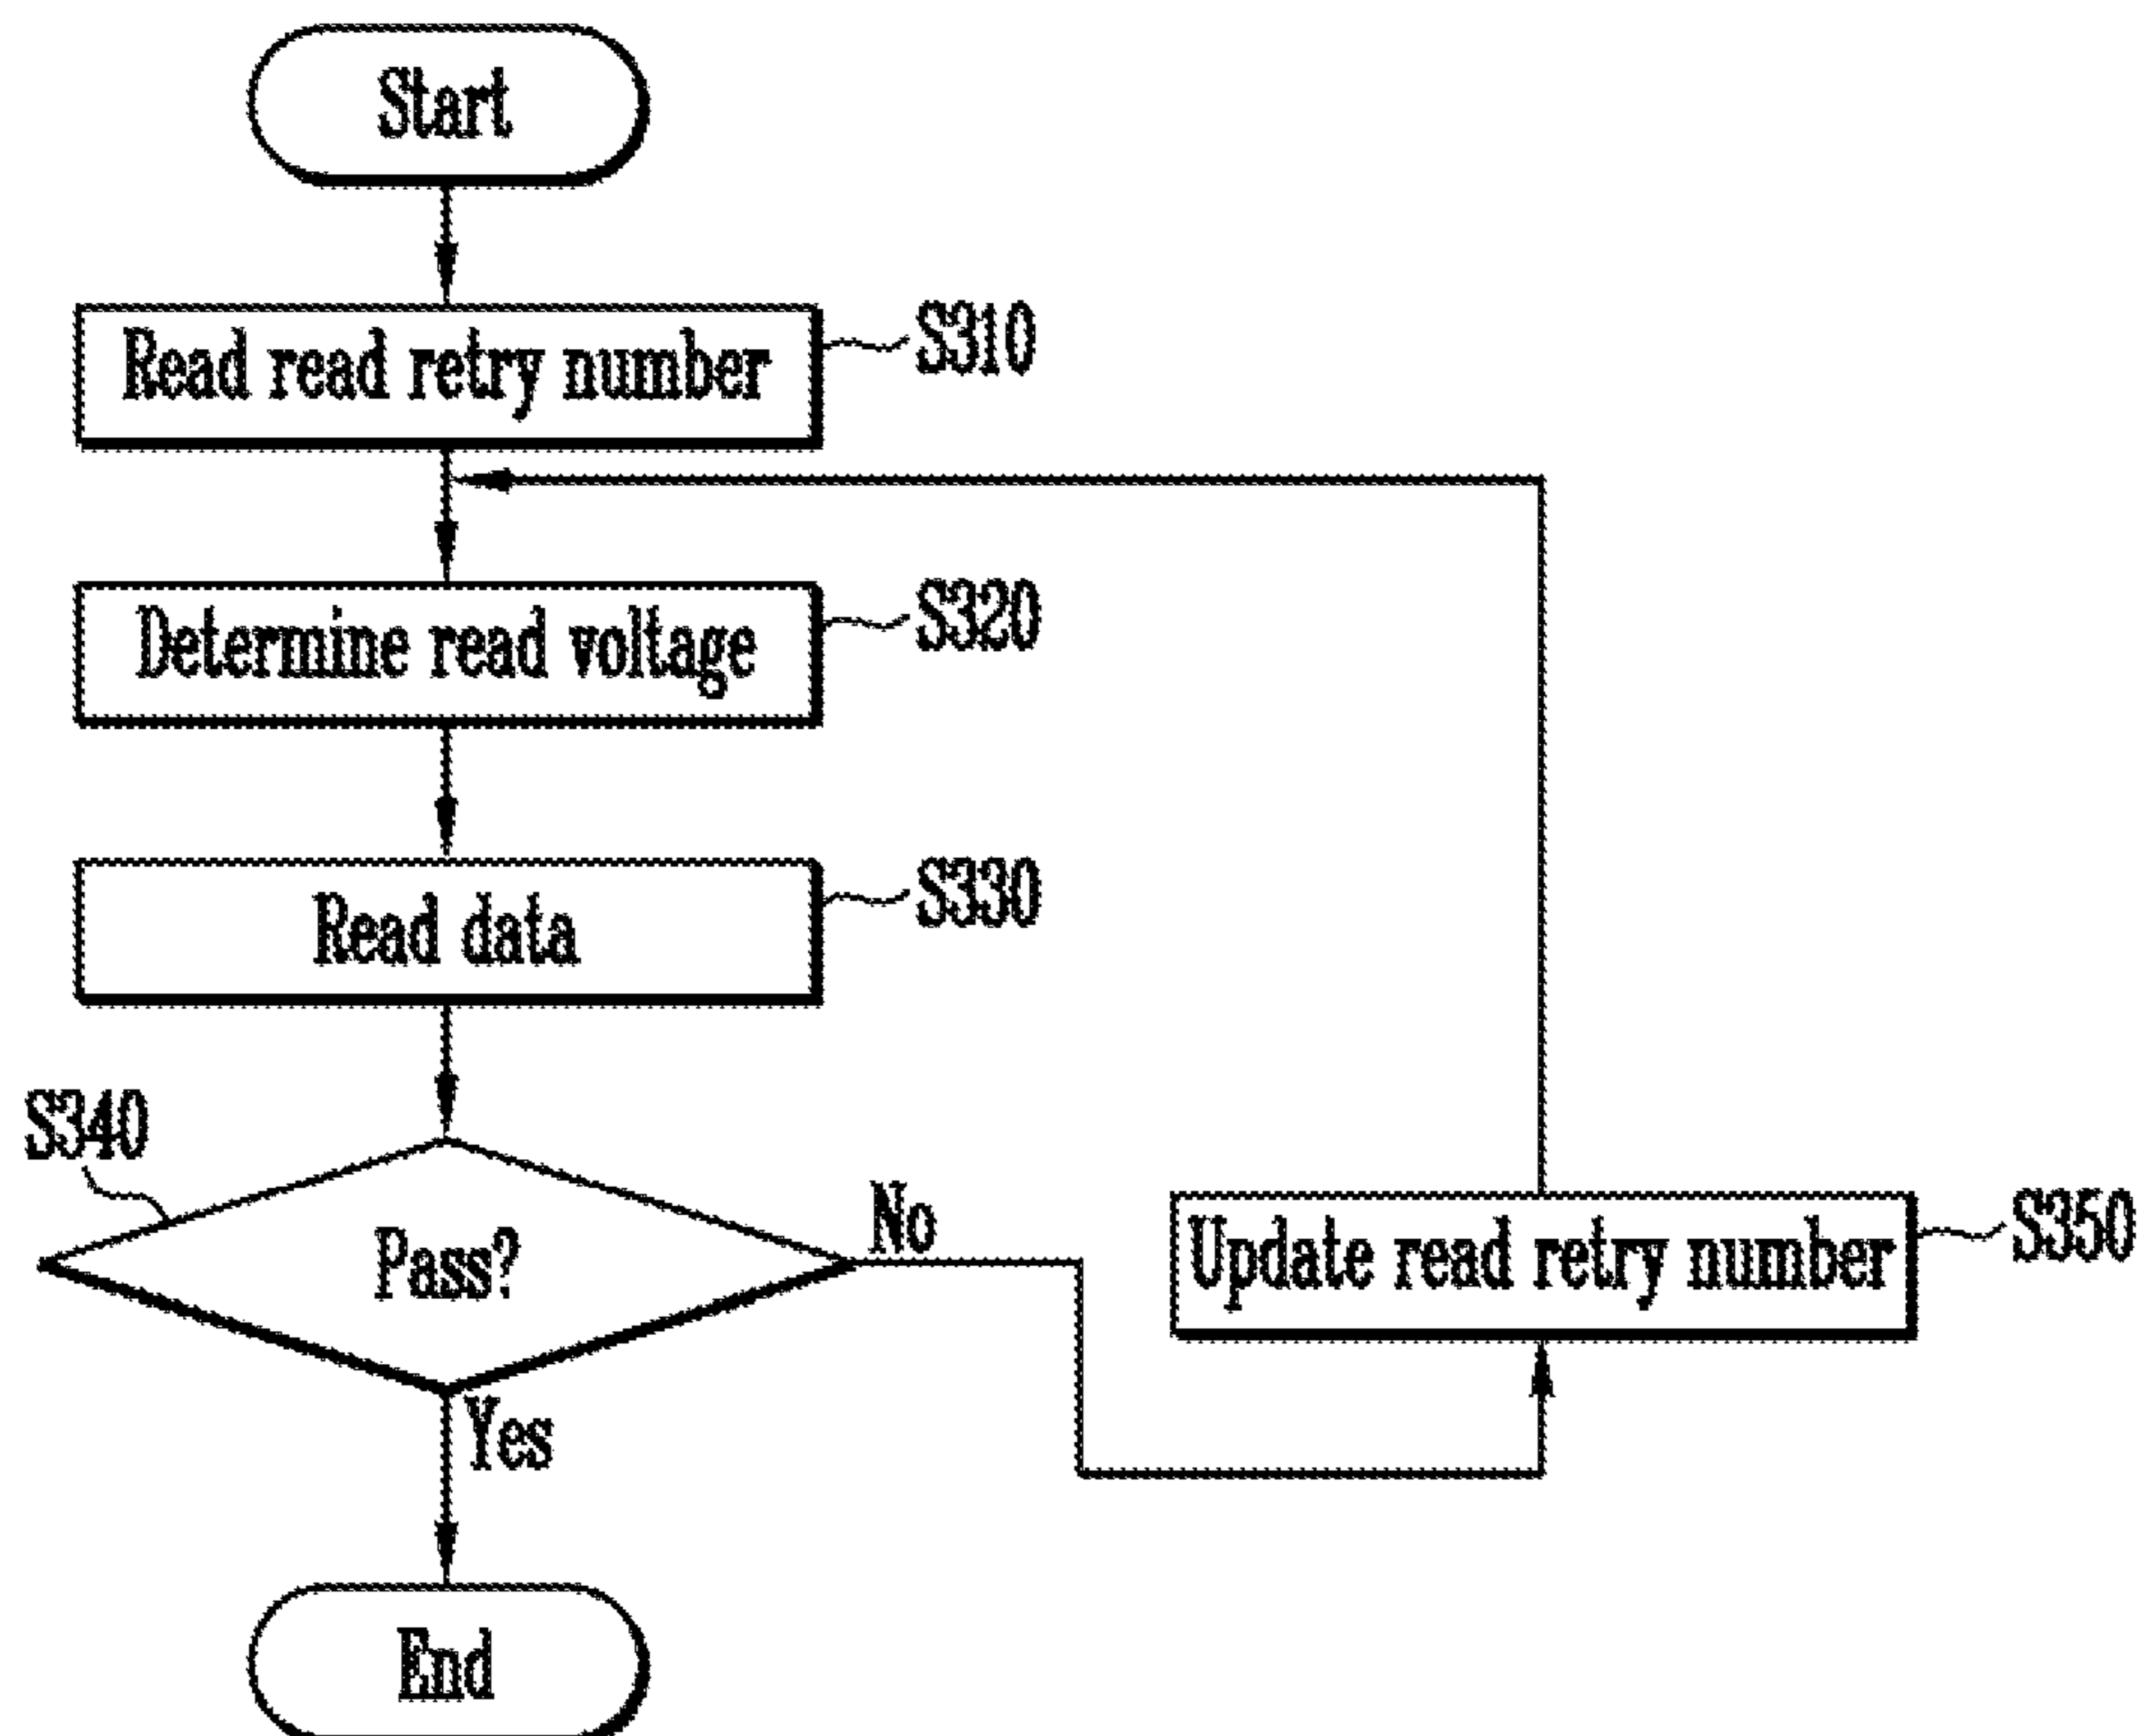 Start
Read read retry number
S310
Determine read voltage
S320
Read data
S330
S340
Pass?
No
Yes
Update read retry number
S350
End